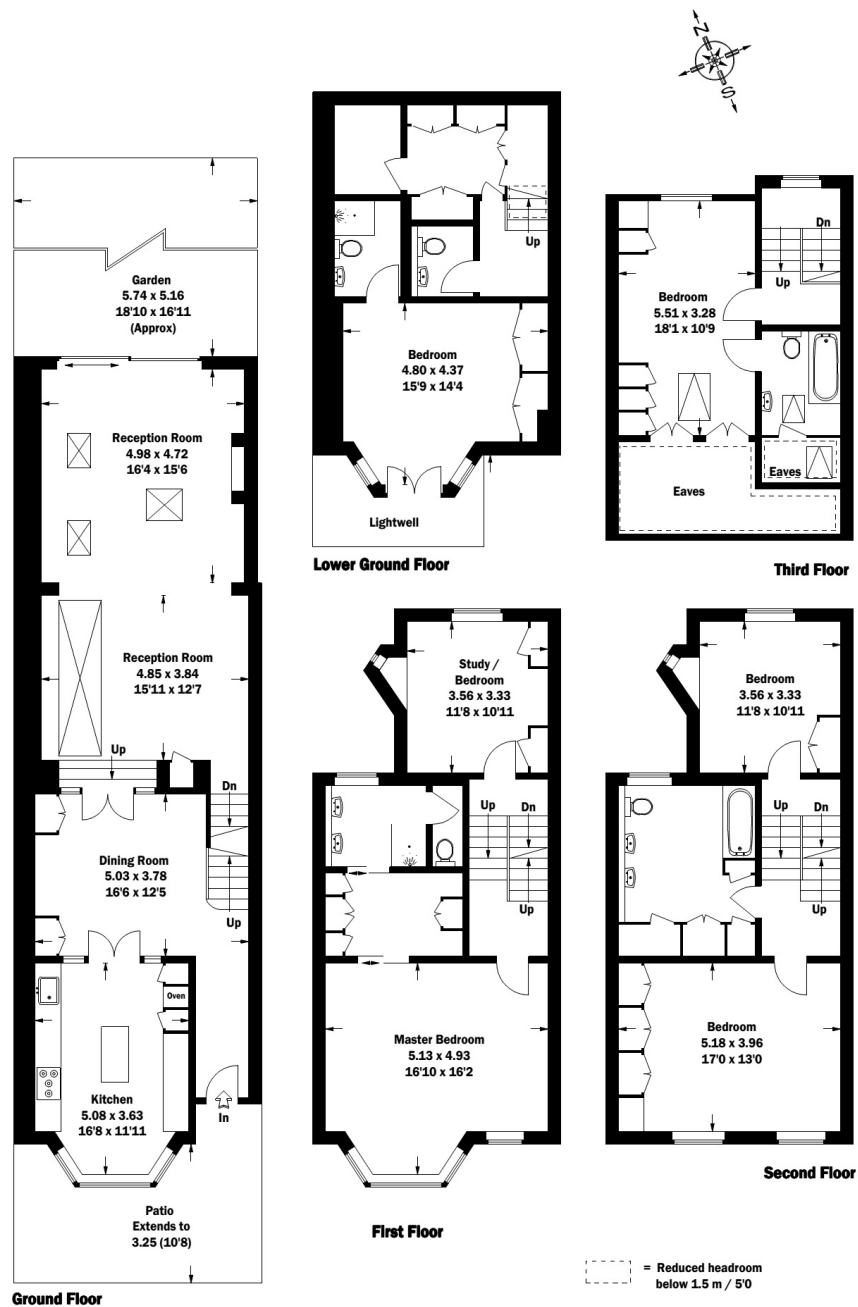 N
S
Garden
5.74 x 5.16
18'10 x 16'11
(Approx)
Reception Room
4.98 x 4.72
16'4 x 15'6
Reception Room
4.85 x 3.84
15'11 x 12'7
Up
Dn
Dining Room
5.03 x 3.78
16'6 x 12'5
Up
Oven
Kitchen
5.08 x 3.63
16'8 x 11'11
In
Patio
Extends to
3.25 (10'8)
Ground Floor
Up
Bedroom
4.80 x 4.37
15'9 x 14'4
Lightwell
Lower Ground Floor
Dn
Up
Bedroom
5.51 x 3.28
18'1 x 10'9
Eaves
Eaves
Third Floor
Study /
Bedroom
3.56 x 3.33
11'8 x 10'11
Up
Dn
Up
Master Bedroom
5.13 x 4.93
16'10 x 16'2
First Floor
Bedroom
3.56 x 3.33
11'8 x 10'11
Up
Dn
Up
Bedroom
5.18 x 3.96
17'0 x 13'0
Second Floor
= Reduced headroom
below 1.5 m / 5'0